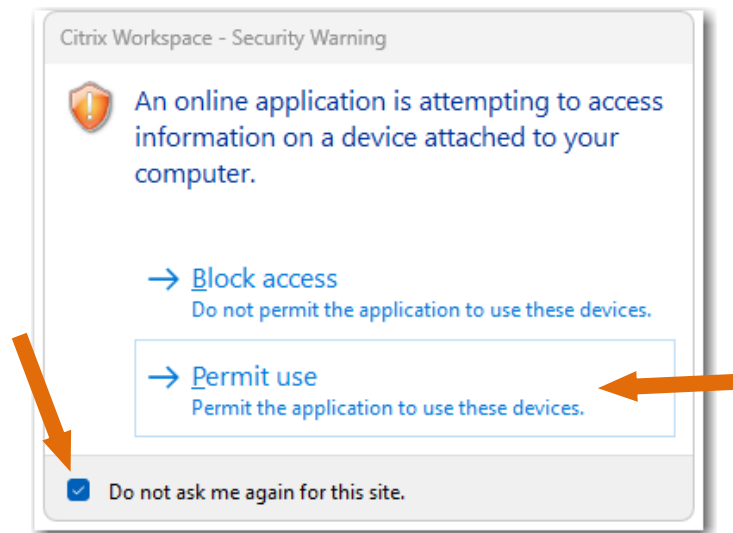 Citrix Workspace - Security Warning
An online application is attempting to access
information on a device attached to your
computer.
Block access
Do not permit the application to use these devices.
Permit use
Permit the application to use these devices.
Do not ask me again for this site.